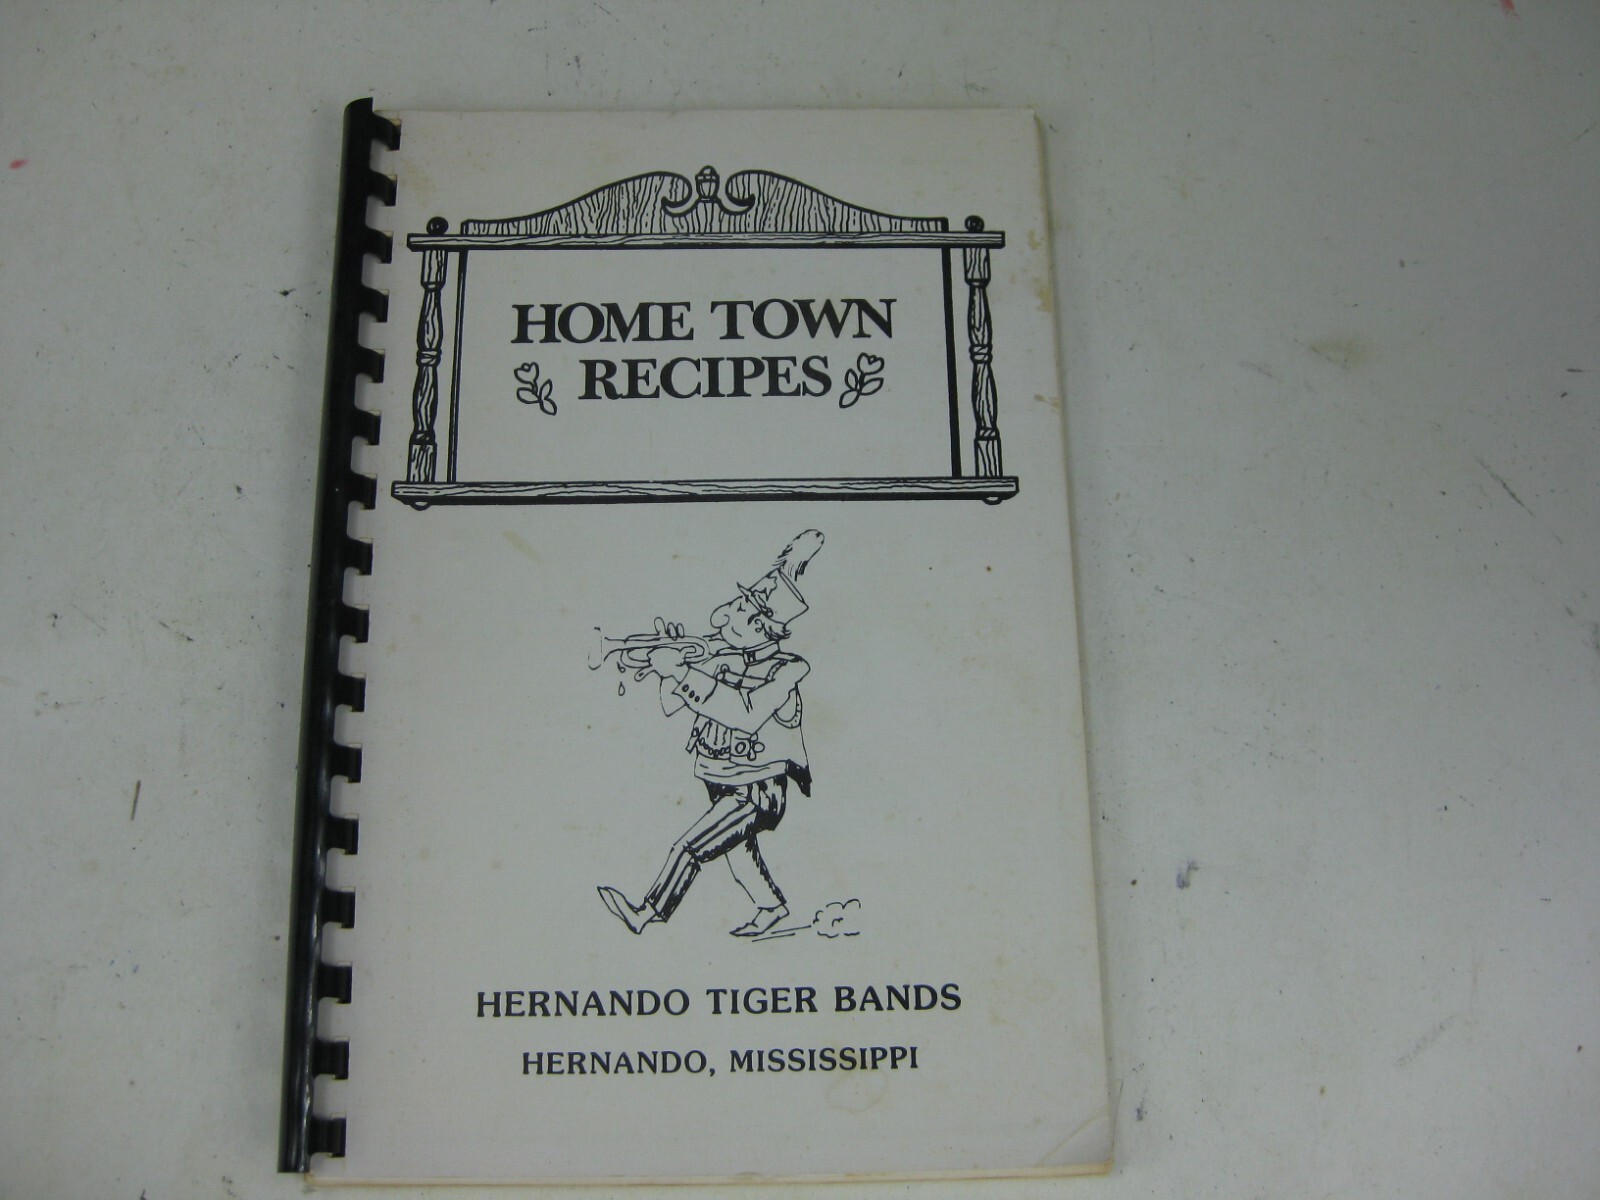 HOME TOWN
RECIPES
HERNANDO TIGER BANDS
HERNANDO, MISSISSIPPI